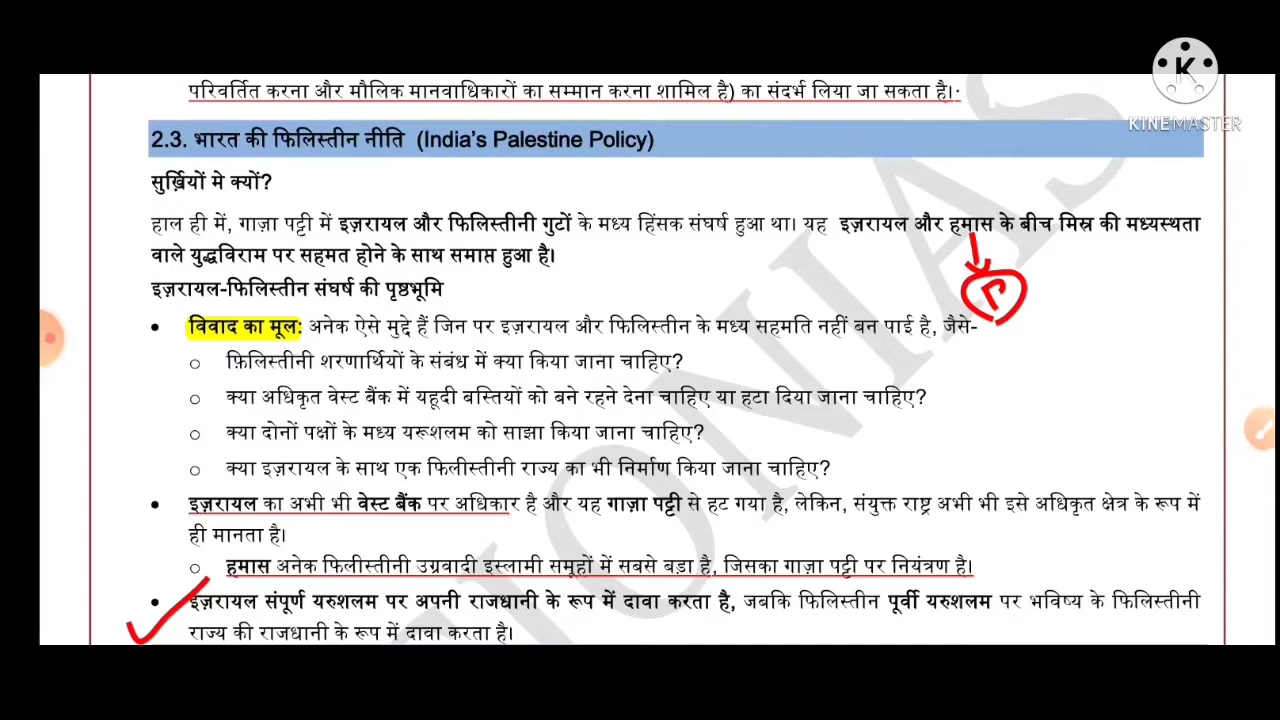 परिवर्तित करना और मौलिक मानवाधिकारों का सम्मान करना शामिल है) का संदर्भ लिया जा सकता है।·
K
KINEMASTER
2.3. भारत की फिलिस्तीन नीति (India's Palestine Policy)
सुर्ख़ियों मे क्यों?
हाल ही में, गाज़ा पट्टी में इज़रायल और फिलिस्तीनी गुटों के मध्य हिंसक संघर्ष हुआ था। यह इज़रायल और हमास के बीच मिस्र की मध्यस्थता
वाले युद्धविराम पर सहमत होने के साथ समाप्त हुआ है।
इज़रायल-फिलिस्तीन संघर्ष की पृष्ठभूमि
• विवाद का मूल: अनेक ऐसे मुद्दे हैं जिन पर इज़रायल और फिलिस्तीन के मध्य सहमति नहीं बन पाई है, जैसे-
o फ़िलिस्तीनी शरणार्थियों के संबंध में क्या किया जाना चाहिए?
o क्या अधिकृत वेस्ट बैंक में यहूदी बस्तियों को बने रहने देना चाहिए या हटा दिया जाना चाहिए?
o क्या दोनों पक्षों के मध्य यरूशलम को साझा किया जाना चाहिए?
o क्या इज़रायल के साथ एक फिलीस्तीनी राज्य का भी निर्माण किया जाना चाहिए?
• इज़रायल का अभी भी वेस्ट बैंक पर अधिकार है और यह गाज़ा पट्टी से हट गया है, लेकिन, संयुक्त राष्ट्र अभी भी इसे अधिकृत क्षेत्र के रूप में
ही मानता है।
o हमास अनेक फिलीस्तीनी उग्रवादी इस्लामी समूहों में सबसे बड़ा है, जिसका गाज़ा पट्टी पर नियंत्रण है।
• इज़रायल संपूर्ण यरुशलम पर अपनी राजधानी के रूप में दावा करता है, जबकि फिलिस्तीन पूर्वी यरुशलम पर भविष्य के फिलिस्तीनी
राज्य की राजधानी के रूप में दावा करता है।